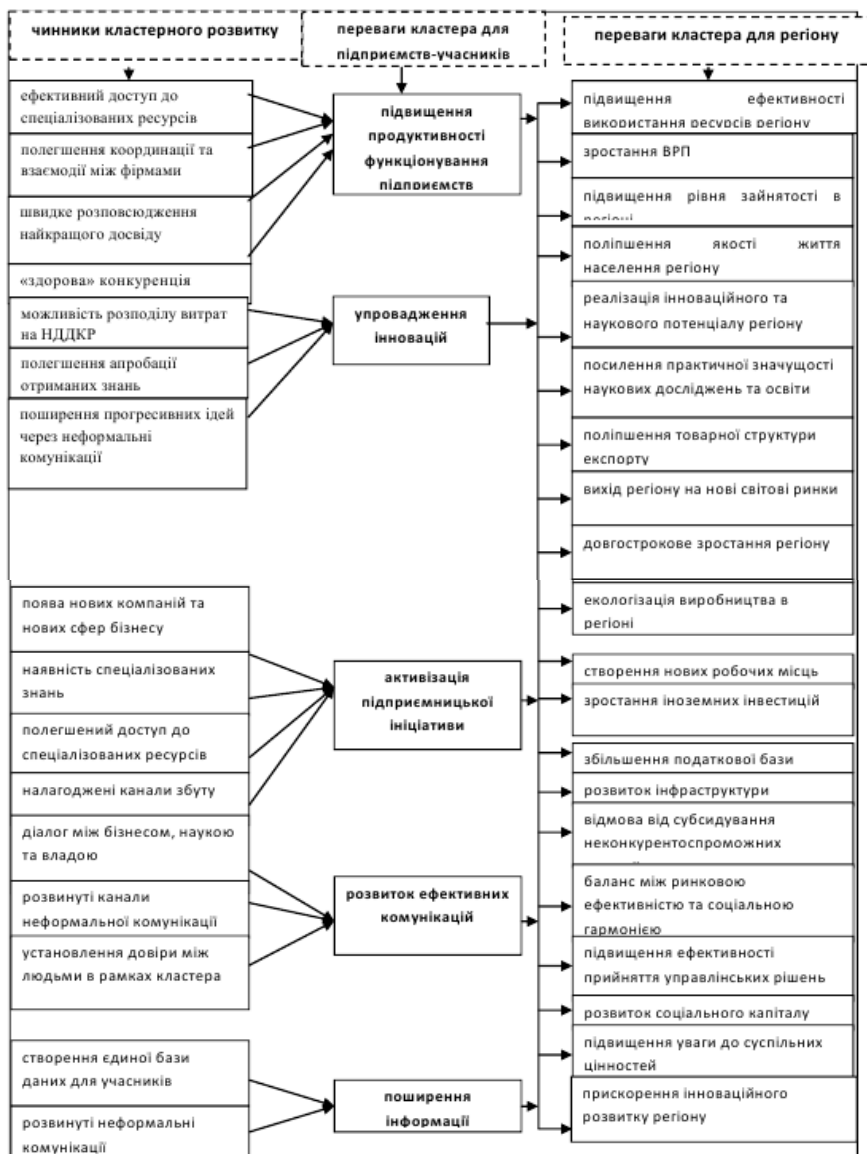 чинники кластерного розвитку
переваги кластера для
підприємств-учасників
переваги кластера для регіону
ефективний доступ до
спеціалізованих ресурсів
полегшення координації та
взаємодії між фірмами
швидке розповсюдження
найкращого досвіду
«здорова» конкуренція
можливість розподілу витрат
на НДДКР
полегшення апробації
отриманих знань
поширення прогресивних ідей
через неформальні
комунікації
поява нових компаній та
нових сфер бізнесу
наявність спеціалізованих
знань
полегшений доступ до
спеціалізованих ресурсів
налагоджені канали збуту
діалог між бізнесом, наукою
та владою
розвинуті канали
неформальної комунікації
установлення довіри між
людьми в рамках кластера
створення єдиної бази
даних для учасників
розвинуті неформальні
комунікації
підвищення
продуктивності
функціонування
підприємств
упровадження
інновацій
активізація
підприємницької
ініціативи
розвиток ефективних
комунікацій
поширення
інформації
підвищення ефективності
використання ресурсів регіону
зростання ВРП
підвищення рівня зайнятості в
регіоні
поліпшення якості життя
населення регіону
реалізація інноваційного та
наукового потенціалу регіону
посилення практичної значущості
наукових досліджень та освіти
поліпшення товарної структури
експорту
вихід регіону на нові світові ринки
довгострокове зростання регіону
екологізація виробництва в
регіоні
створення нових робочих місць
зростання іноземних інвестицій
збільшення податкової бази
розвиток інфраструктури
відмова від субсидування
неконкурентоспроможних
баланс між ринковою
ефективністю та соціальною
гармонією
підвищення ефективності
прийняття управлінських рішень
розвиток соціального капіталу
підвищення уваги до суспільних
цінностей
прискорення інноваційного
розвитку регіону